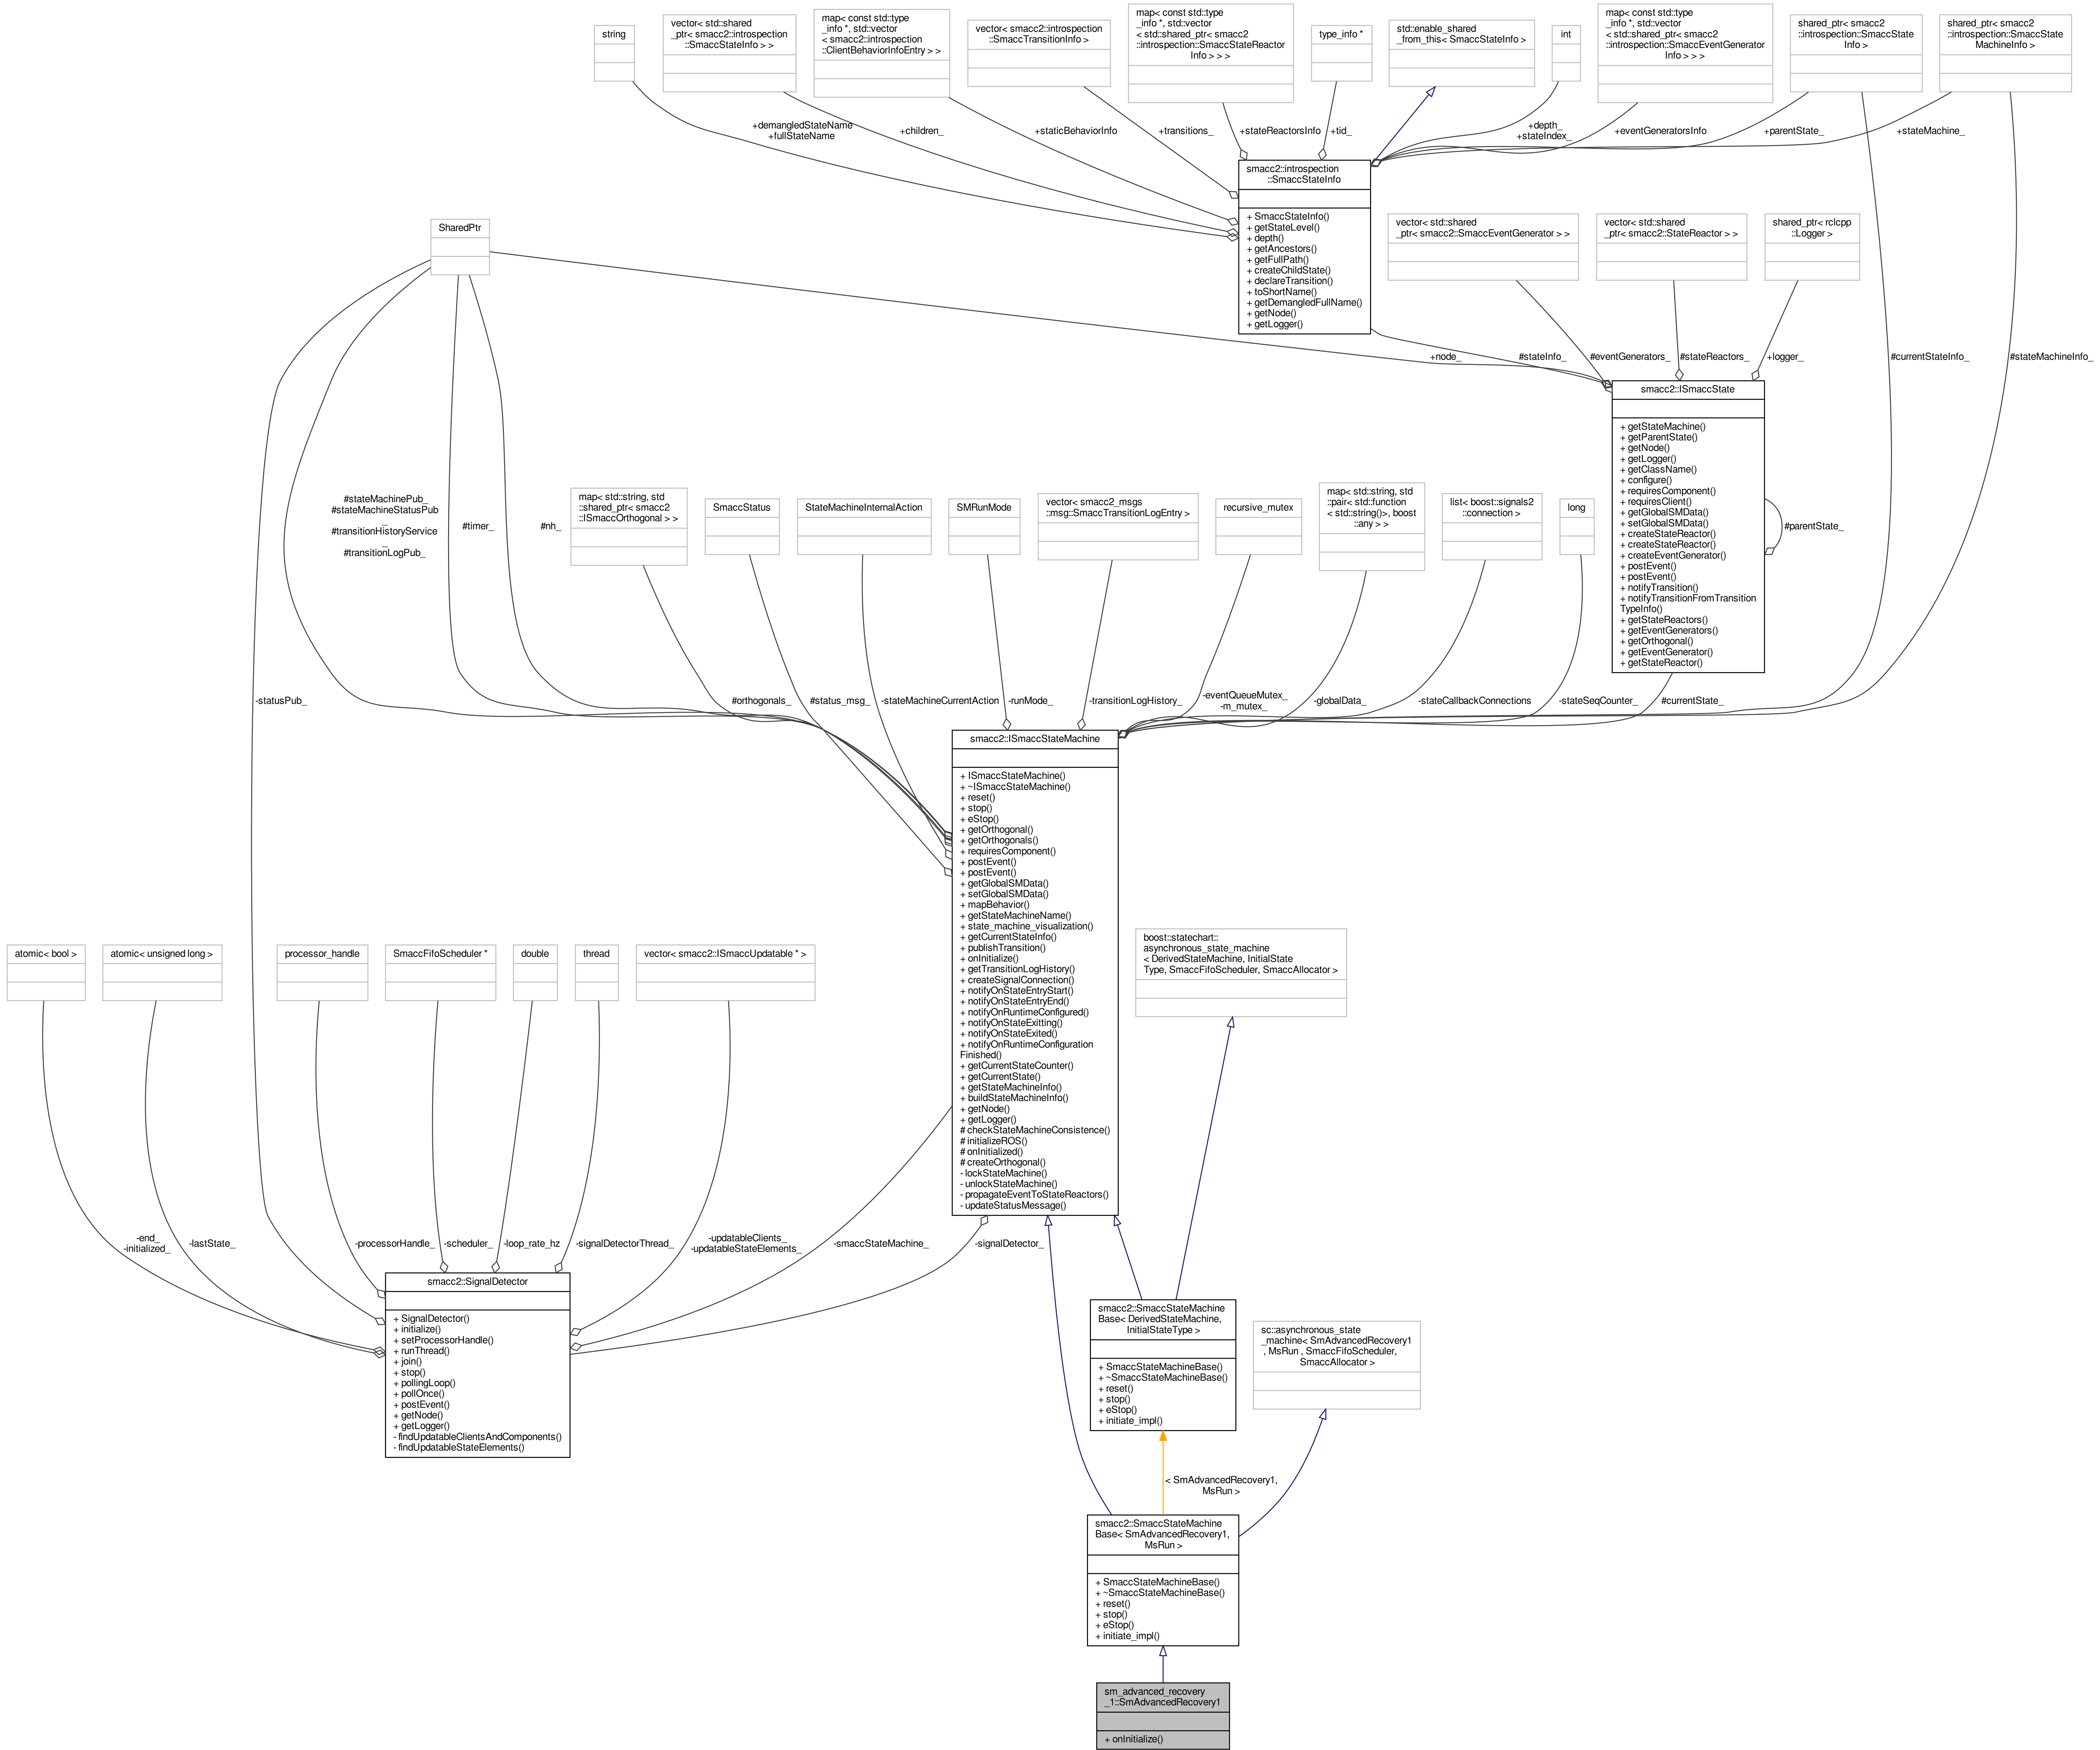 string
vector< std::shared
_ptr< smacc2::introspection
::SmaccStateInfo > >
map< const std::type
_info *, std::vector
< smacc2::introspection
::ClientBehaviorInfoEntry > >
vector< smacc2::introspection
::SmaccTransitionInfo >
map< const std::type
_info *, std::vector
< std::shared_ptr< smacc2
::introspection::SmaccStateReactor
Info > > >
type_info *
std::enable_shared
_from_this< SmaccStateInfo >
int
map< const std::type
_info *, std::vector
< std::shared_ptr< smacc2
::introspection::SmaccEventGenerator
Info > > >
shared_ptr< smacc2
::introspection::SmaccState
Info >
shared_ptr< smacc2
::introspection::SmaccState
MachineInfo >
+demangledStateName
+fullStateName
+children_
+staticBehaviorInfo
+transitions_
+stateReactorsInfo
+tid_
+depth_
+stateIndex_
+eventGeneratorsInfo
+parentState_
+stateMachine_
smacc2::introspection
::SmaccStateInfo
+ SmaccStateInfo()
+ getStateLevel()
+ depth()
+ getAncestors()
+ getFullPath()
+ createChildState()
+ declareTransition()
+ toShortName()
+ getDemangledFullName()
+ getNode()
+ getLogger()
SharedPtr
vector< std::shared
_ptr< smacc2::SmaccEventGenerator > >
vector< std::shared
_ptr< smacc2::StateReactor > >
shared_ptr< rclcpp
::Logger >
+node_
#stateInfo_
#eventGenerators_
#stateReactors_
+logger_
#currentStateInfo_
#stateMachineInfo_
smacc2::ISmaccState
+ getStateMachine()
+ getParentState()
+ getNode()
+ getLogger()
+ getClassName()
+ configure()
+ requiresComponent()
+ requiresClient()
+ getGlobalSMData()
+ setGlobalSMData()
+ createStateReactor()
+ createStateReactor()
+ createEventGenerator()
+ postEvent()
+ postEvent()
+ notifyTransition()
+ notifyTransitionFromTransition
TypeInfo()
+ getStateReactors()
+ getEventGenerators()
+ getOrthogonal()
+ getEventGenerator()
+ getStateReactor()
#parentState_
#stateMachinePub_
#stateMachineStatusPub
_
#transitionHistoryService
_
#transitionLogPub_
#timer_
#nh_
map< std::string, std
::shared_ptr< smacc2
::ISmaccOrthogonal > >
SmaccStatus
StateMachineInternalAction
SMRunMode
vector< smacc2_msgs
::msg::SmaccTransitionLogEntry >
recursive_mutex
map< std::string, std
::pair< std::function
< std::string()>, boost
::any > >
list< boost::signals2
::connection >
long
-statusPub_
#orthogonals_
#status_msg_
-stateMachineCurrentAction
-runMode_
-transitionLogHistory_
-eventQueueMutex_
-m_mutex_
-globalData_
-stateCallbackConnections
-stateSeqCounter_
#currentState_
smacc2::ISmaccStateMachine
+ ISmaccStateMachine()
+ ~ISmaccStateMachine()
+ reset()
+ stop()
+ eStop()
+ getOrthogonal()
+ getOrthogonals()
+ requiresComponent()
+ postEvent()
+ postEvent()
+ getGlobalSMData()
+ setGlobalSMData()
+ mapBehavior()
+ getStateMachineName()
+ state_machine_visualization()
+ getCurrentStateInfo()
+ publishTransition()
+ onInitialize()
+ getTransitionLogHistory()
+ createSignalConnection()
+ notifyOnStateEntryStart()
+ notifyOnStateEntryEnd()
+ notifyOnRuntimeConfigured()
+ notifyOnStateExitting()
+ notifyOnStateExited()
+ notifyOnRuntimeConfiguration
Finished()
+ getCurrentStateCounter()
+ getCurrentState()
+ getStateMachineInfo()
+ buildStateMachineInfo()
+ getNode()
+ getLogger()
# checkStateMachineConsistence()
# initializeROS()
# onInitialized()
# createOrthogonal()
- lockStateMachine()
- unlockStateMachine()
- propagateEventToStateReactors()
- updateStatusMessage()
atomic< bool >
atomic< unsigned long >
processor_handle
SmaccFifoScheduler *
double
thread
vector< smacc2::ISmaccUpdatable * >
boost::statechart::
asynchronous_state_machine
< DerivedStateMachine, InitialState
Type, SmaccFifoScheduler, SmaccAllocator >
-end_
-initialized_
-lastState_
-processorHandle_
-scheduler_
-loop_rate_hz
-signalDetectorThread_
-updatableClients_
-updatableStateElements_
-smaccStateMachine_
-signalDetector_
smacc2::SignalDetector
+ SignalDetector()
+ initialize()
+ setProcessorHandle()
+ runThread()
+ join()
+ stop()
+ pollingLoop()
+ pollOnce()
+ postEvent()
+ getNode()
+ getLogger()
- findUpdatableClientsAndComponents()
- findUpdatableStateElements()
smacc2::SmaccStateMachine
Base< DerivedStateMachine,
InitialStateType >
+ SmaccStateMachineBase()
+ ~SmaccStateMachineBase()
+ reset()
+ stop()
+ eStop()
+ initiate_impl()
sc::asynchronous_state
_machine< SmAdvancedRecovery1
, MsRun , SmaccFifoScheduler,
SmaccAllocator >
< SmAdvancedRecovery1,
MsRun >
smacc2::SmaccStateMachine
Base< SmAdvancedRecovery1,
MsRun >
+ SmaccStateMachineBase()
+ ~SmaccStateMachineBase()
+ reset()
+ stop()
+ eStop()
+ initiate_impl()
sm_advanced_recovery
_1::SmAdvancedRecovery1
+ onInitialize()